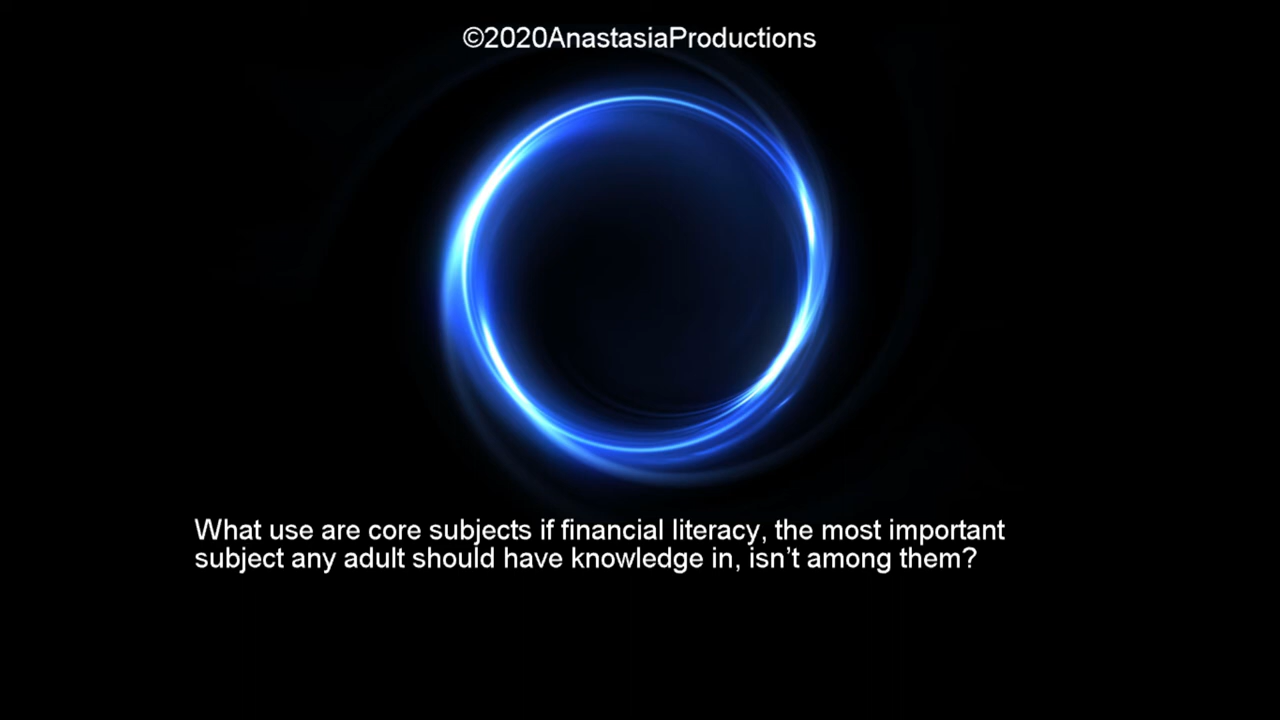 ©2020AnastasiaProductions
What use are core subjects if financial literacy, the most important
subject any adult should have knowledge in, isn’t among them?